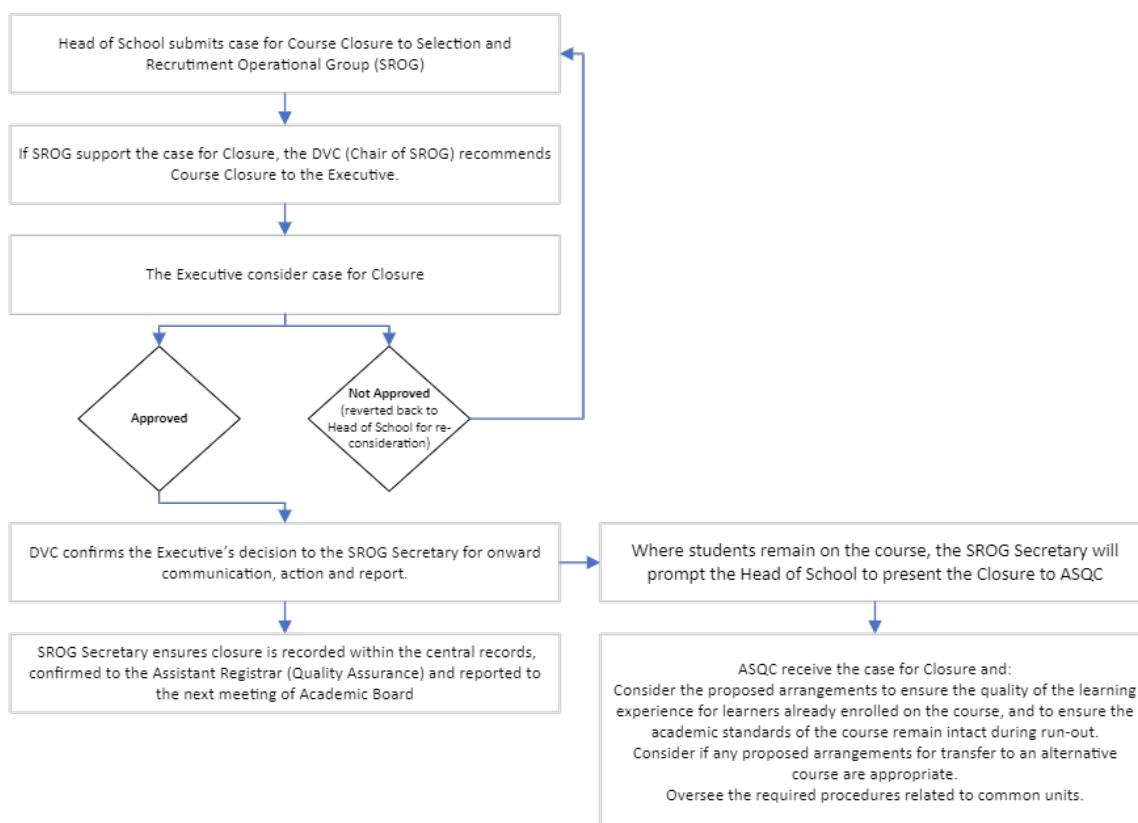 Head of School submits case for Course Closure to Selection and
Recrutiment Operational Group (SROG)
If SROG support the case for Closure, the DVC (Chair of SROG) recommends
Course Closure to the Executive.
The Executive consider case for Closure
Approved
Not Approved
(reverted back to
Head of School for re-
consideration)
DVC confirms the Executive's decision to the SROG Secretary for onward
communication, action and report.
Where students remain on the course, the SROG Secretary will
prompt the Head of School to present the Closure to ASQC
SROG Secretary ensures closure is recorded within the central records,
confirmed to the Assistant Registrar (Quality Assurance) and reported to
the next meeting of Academic Board
ASQC receive the case for Closure and:
Consider the proposed arrangements to ensure the quality of the learning
experience for learners already enrolled on the course, and to ensure the
academic standards of the course remain intact during run-out.
Consider if any proposed arrangements for transfer to an alternative
course are appropriate.
Oversee the required procedures related to common units.